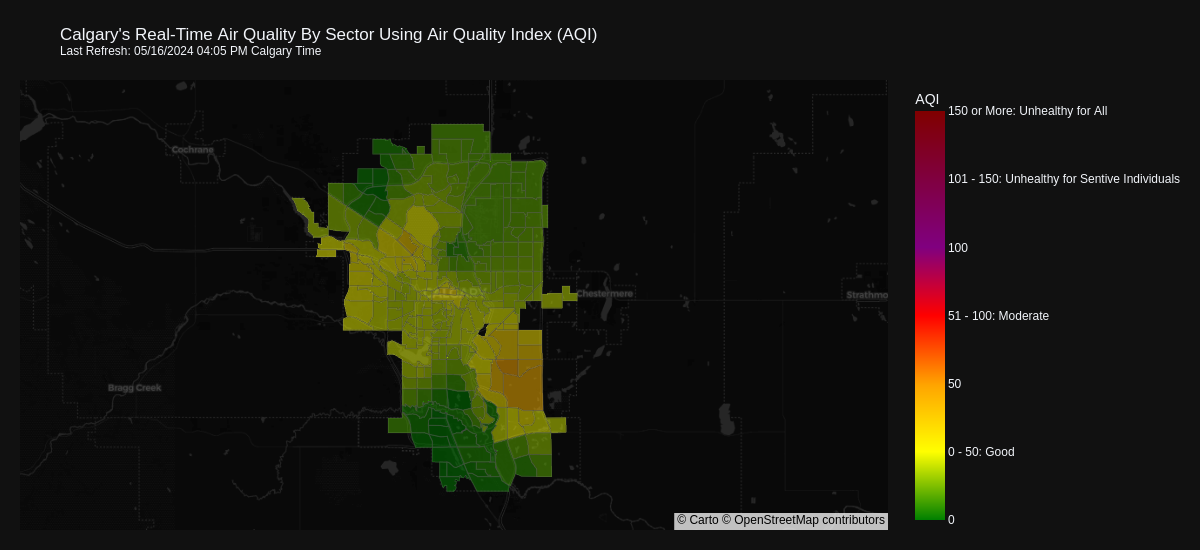 Calgary's Real-Time Air Quality By Sector Using Air Quality Index (AQI)
Last Refresh: 05/16/2024 04:05 PM Calgary Time
AQI
150 or More: Unhealthy for All
Cochrane
101 - 150: Unhealthy for Sentive Individuals
100
CALGARY
Chestermere
Strathmo
51 - 100: Moderate
50
Bragg Creek
0 - 50: Good
© Carto © OpenStreetMap contributors
0